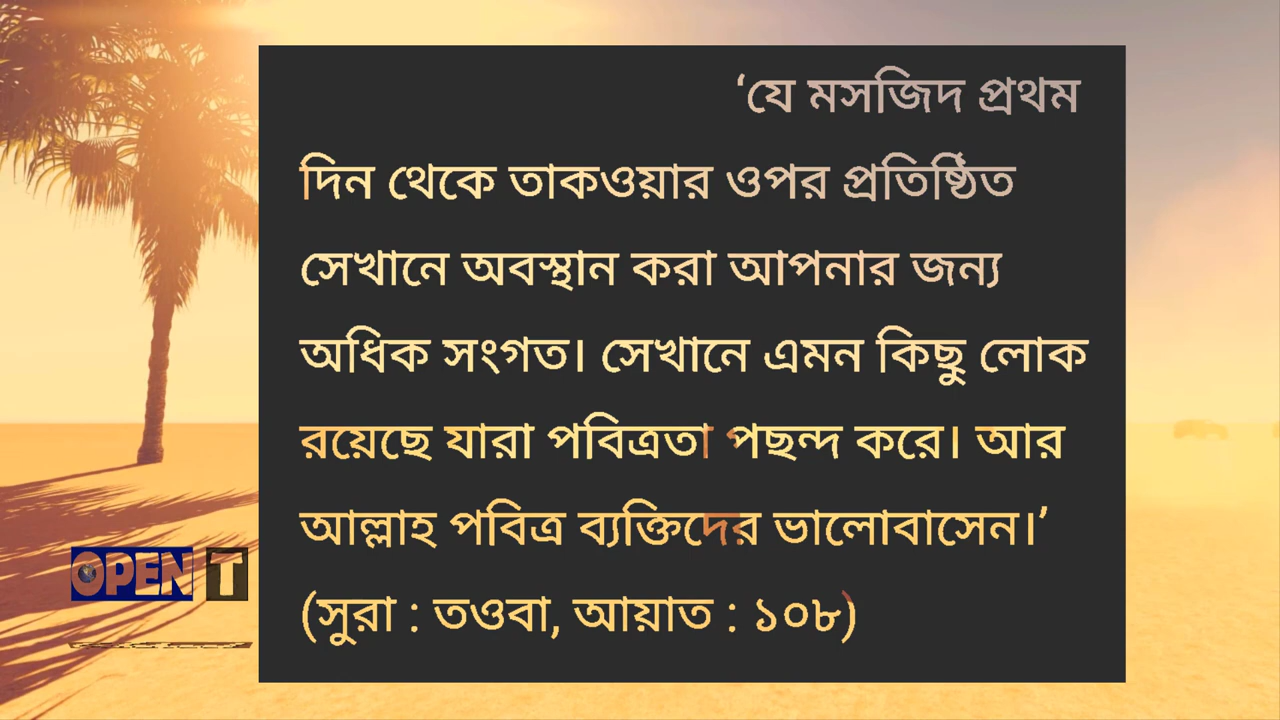 ‘যে মসজিদ প্রথম
দিন থেকে তাকওয়ার ওপর প্রতিষ্ঠিত
সেখানে অবস্থান করা আপনার জন্য
অধিক সংগত। সেখানে এমন কিছু লোক
রয়েছে যারা পবিত্রতা পছন্দ করে। আর
আল্লাহ পবিত্র ব্যক্তিদের ভালোবাসেন।’
(সুরা : তওবা, আয়াত : ১০৮)
OPEN T